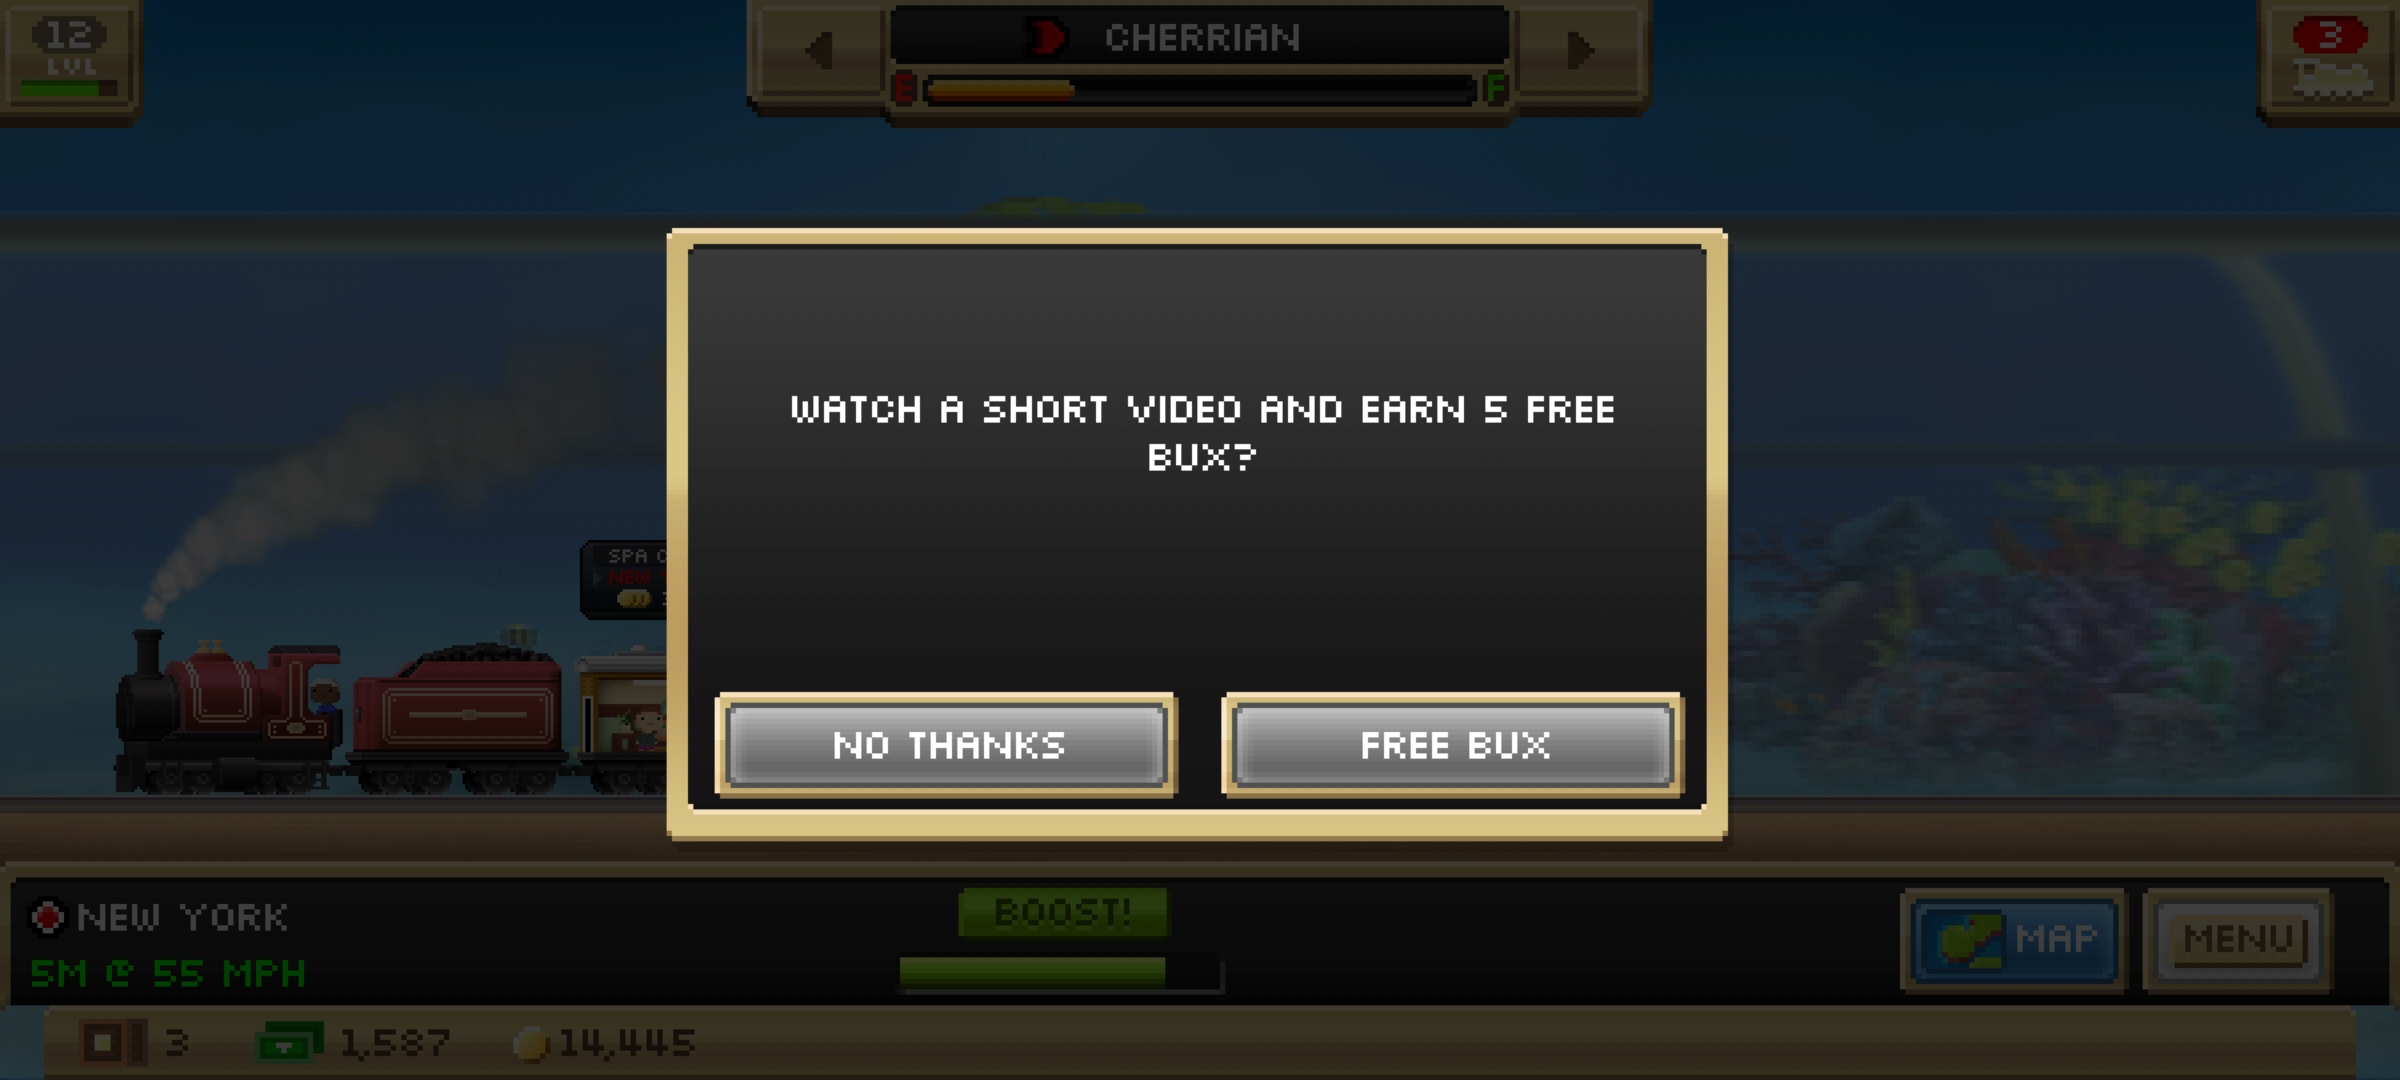 12
LVL
CHERRIAN
E
F
3
WATCH A SHORT VIDEO AND EARN 5 FREE
BUX?
SPA
NEW
NO THANKS
FREE BUX
NEW YORK
5M @ 55 MPH
BOOST!
MAP
MENU
3
1,587
14,445